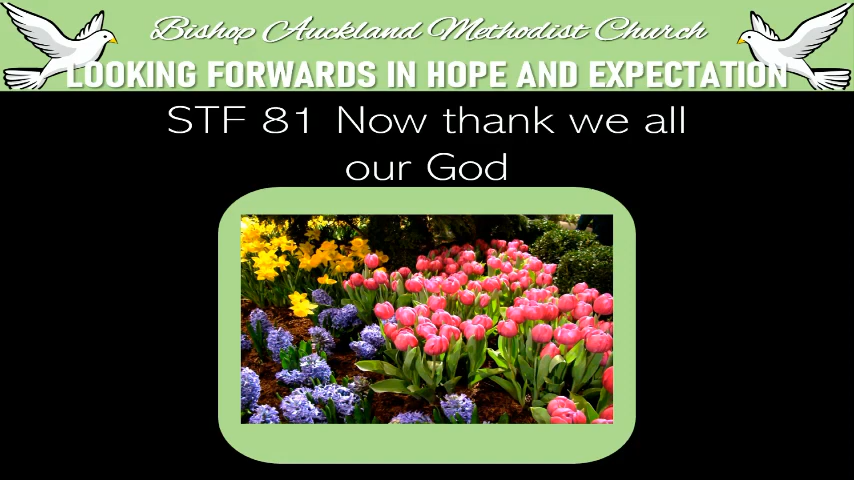 Bishop Auckland Methodist Church
LOOKING FORWARDS IN HOPE AND EXPECTATION
STF 81 Now thank we all
our God